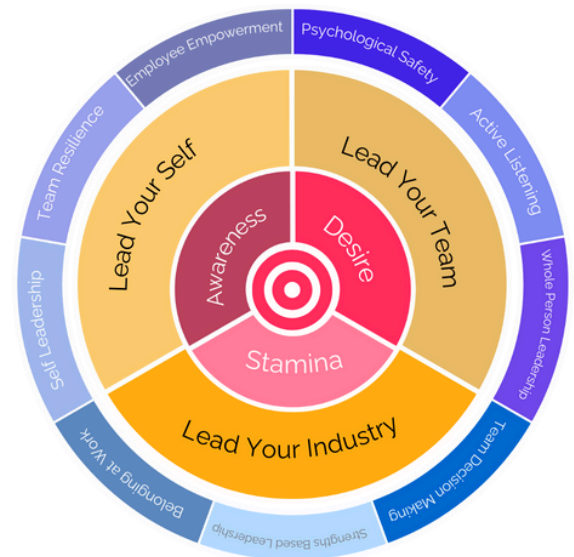 Psychological Safety
Active Listening
Whole Person Leadership
Team Decision Making
Strengths Based Leadership
Belonging at Work
Self Leadership
Team Resilience
Employee Empowerment
Lead Your Self
Lead Your Team
Lead Your Industry
Awareness
Desire
Stamina